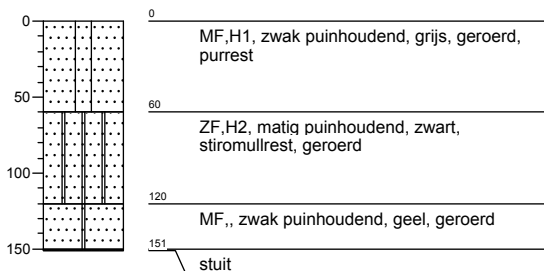 0
50
100
150
0
MF,H1, zwak puinhoudend, grijs, geroerd,
purrest
60
ZF,H2, matig puinhoudend, zwart,
stiromullrest, geroerd
120
MF,, zwak puinhoudend, geel, geroerd
151
stuit